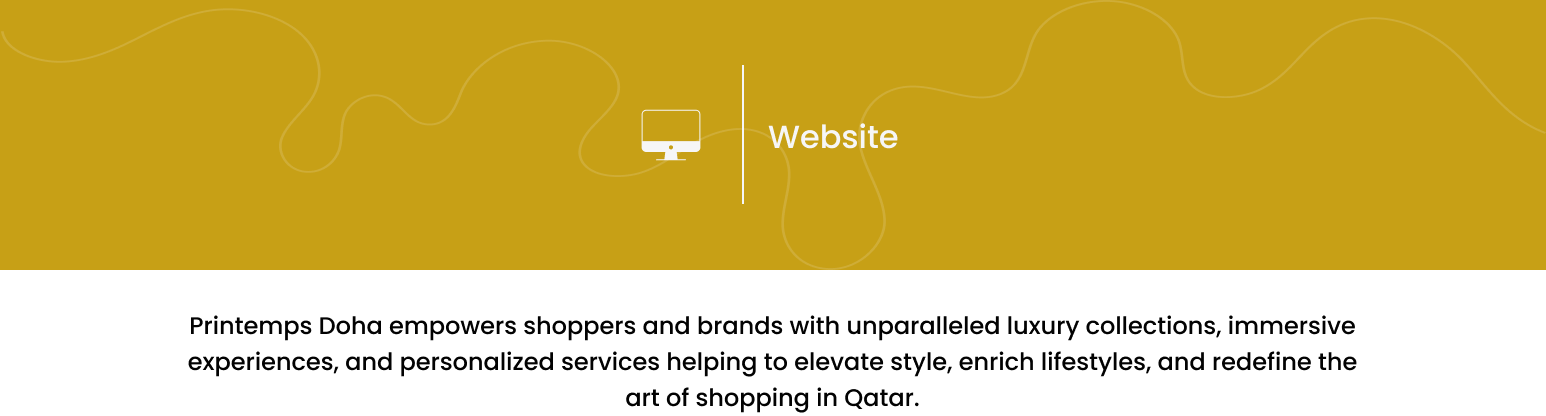 Website
Printemps Doha empowers shoppers and brands with unparalleled luxury collections, immersive
experiences, and personalized services helping to elevate style, enrich lifestyles, and redefine the
art of shopping in Qatar.